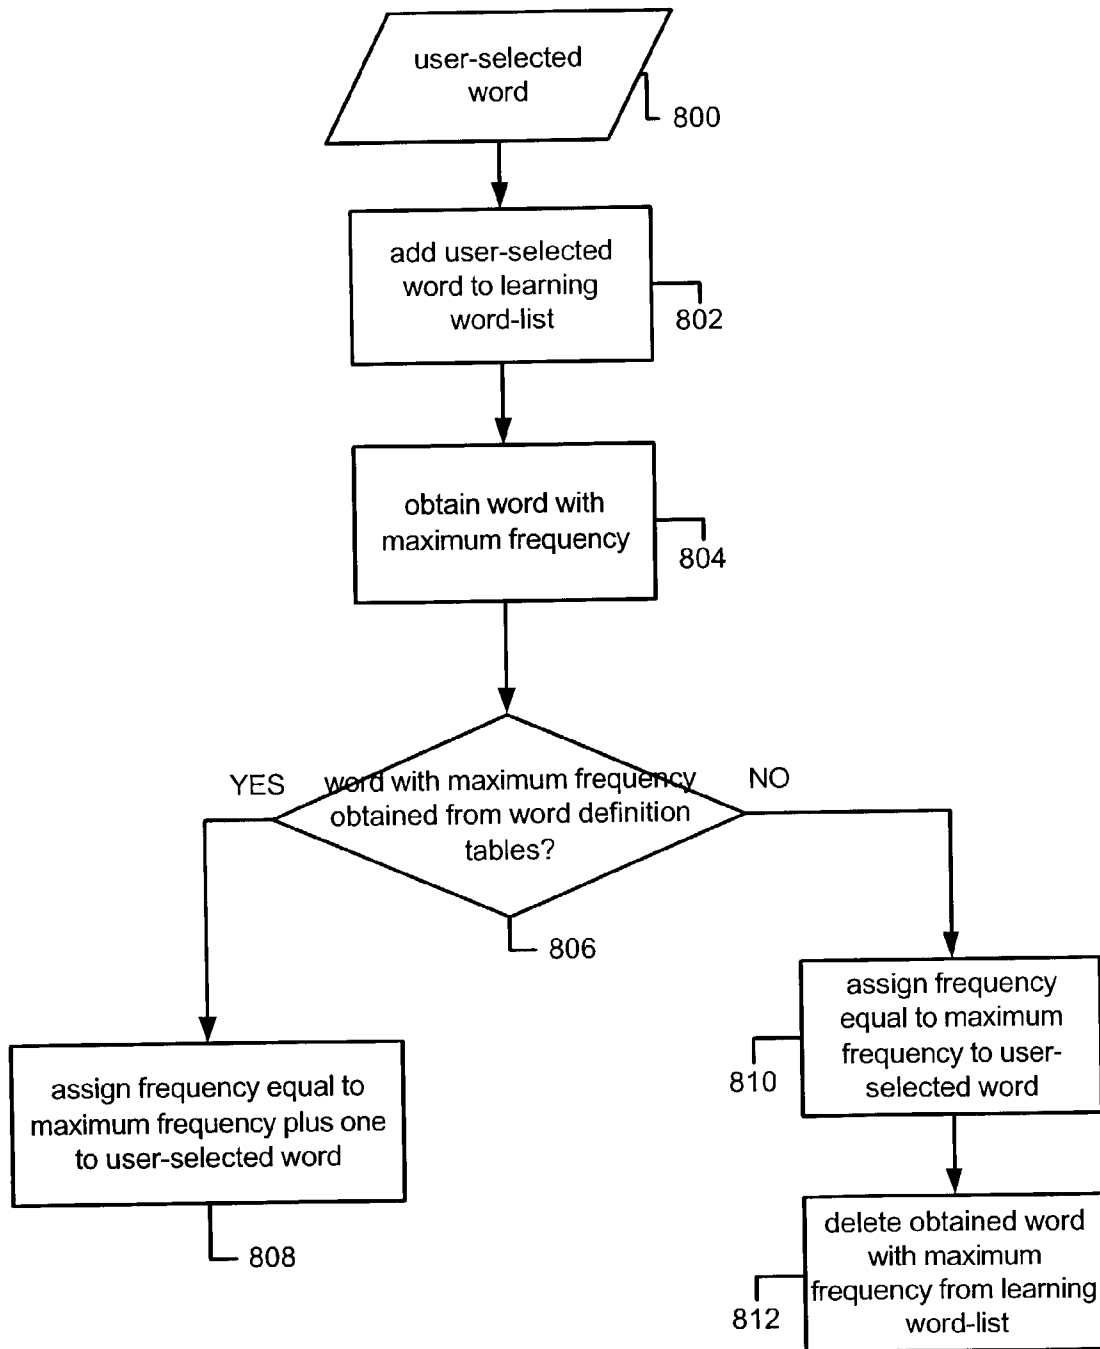 user-selected
word
800
add user-selected
word to learning
word-list
802
obtain word with
maximum frequency
804
YES
word with maximum frequency
obtained from word definition
tables?
NO
806
assign frequency equal to
maximum frequency plus one
to user-selected word
808
assign frequency
equal to maximum
frequency to user-
selected word
810
delete obtained word
with maximum
frequency from learning
word-list
812